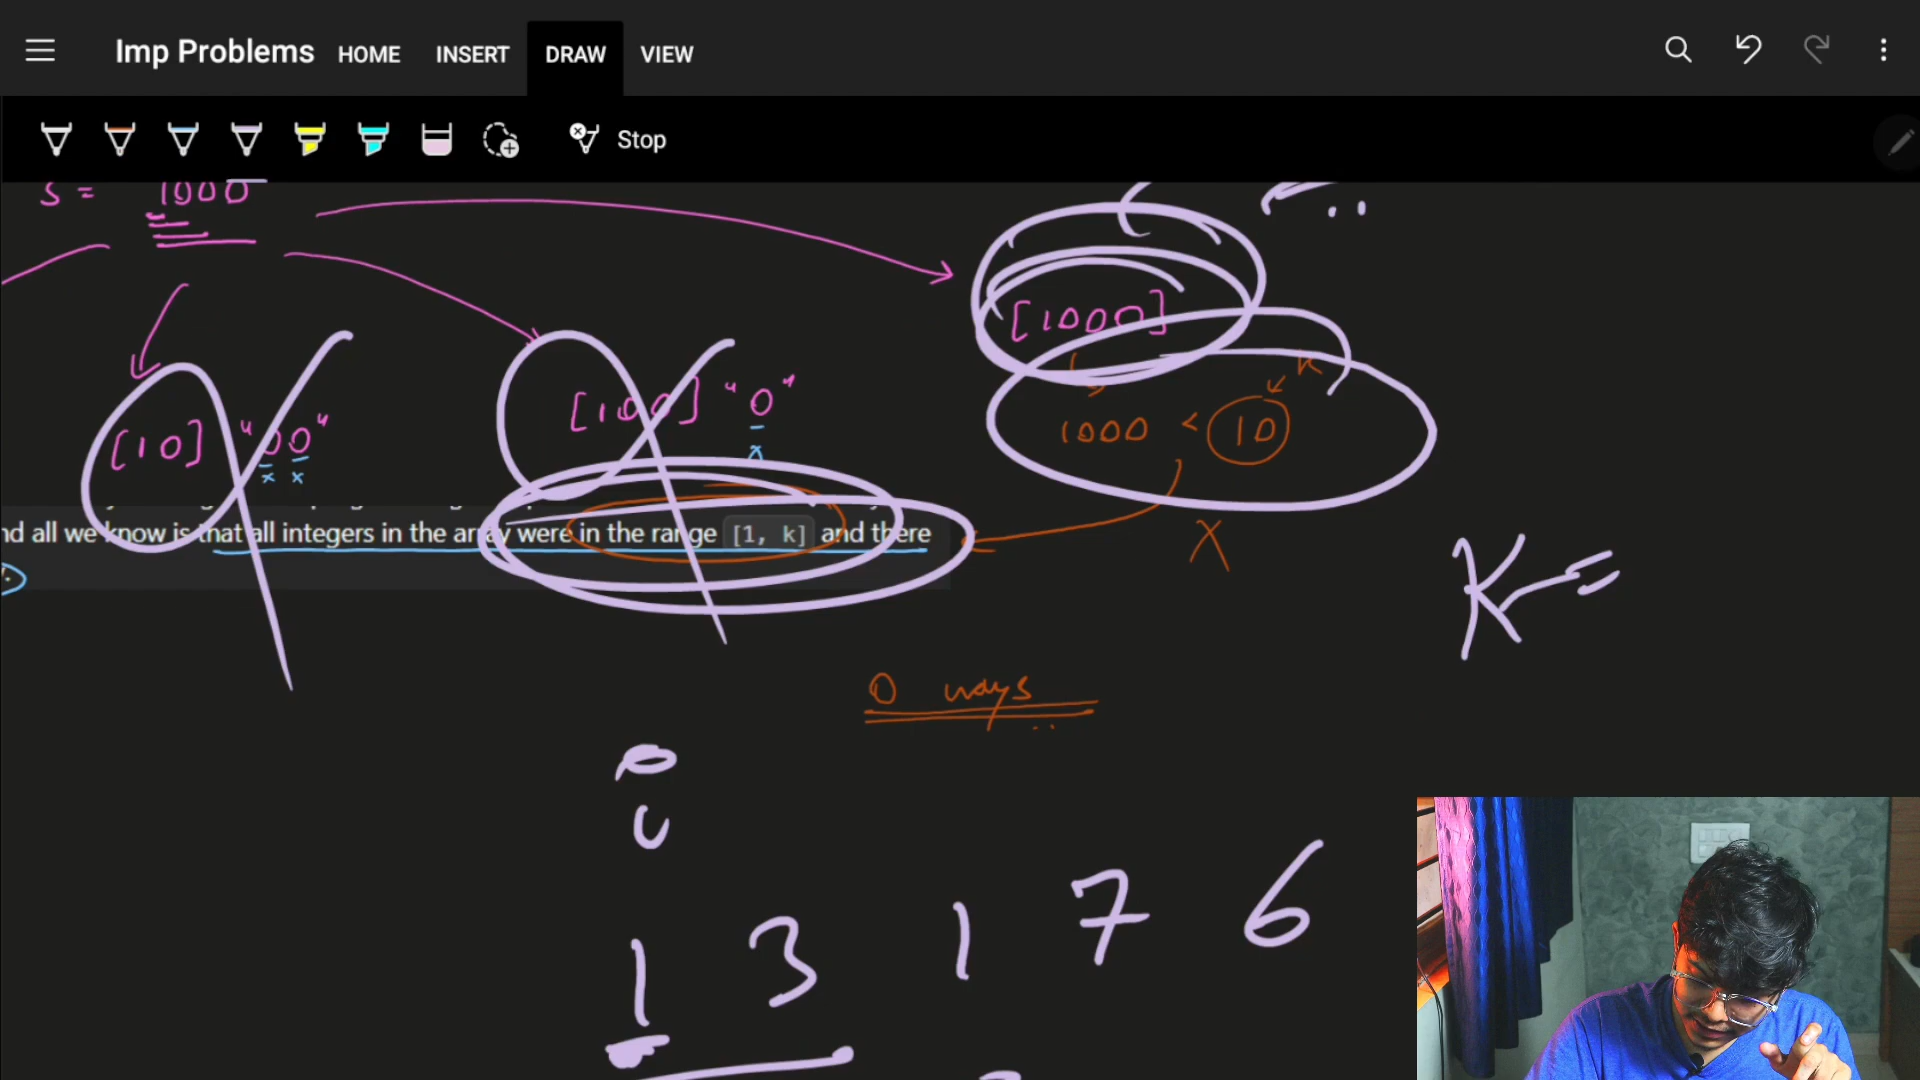 Imp Problems HOME INSERT DRAW VIEW
Stop
S = 1000
[1000]
K
[10] "00"
x x
[100] "0"
x
1000 < 10
nd all we know is that all integers in the array were in the range [1, k] and there
X
K =
0 ways
1 3 1 7 6